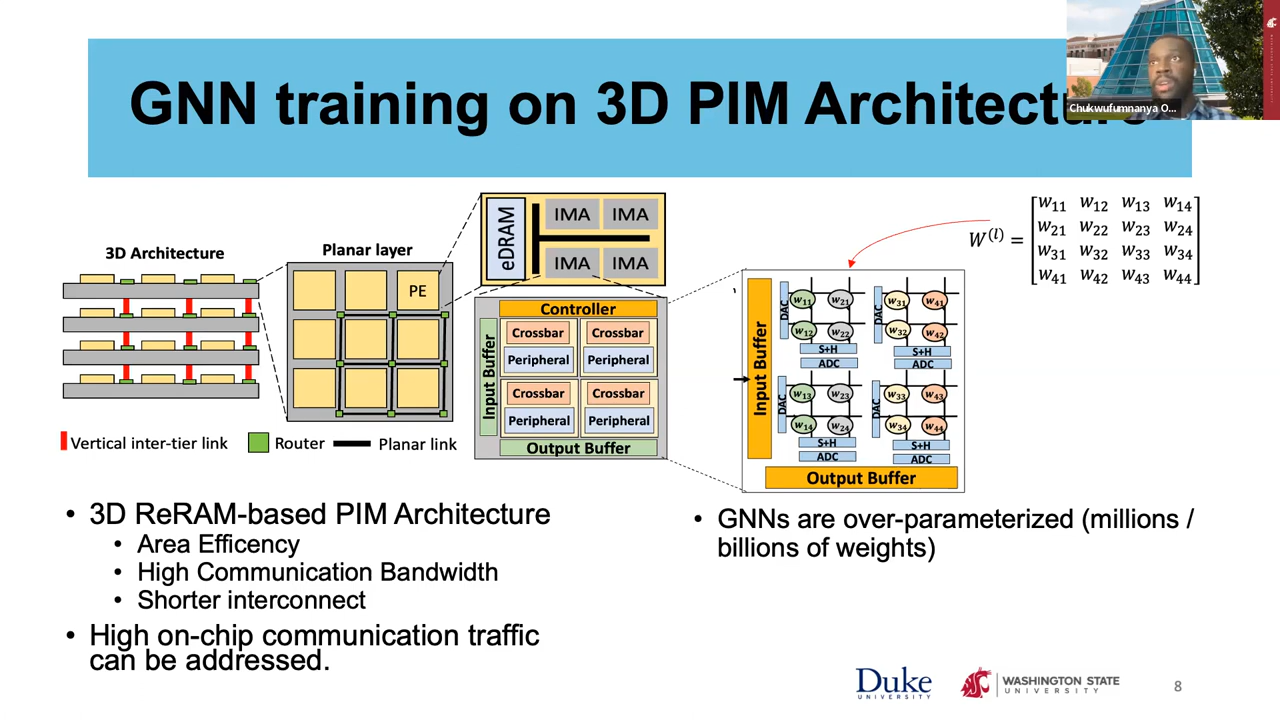 GNN training on 3D PIM Architecture
Chukwufumnanya O...
3D Architecture
Planar layer
PE
eDRAM
IMA IMA
IMA IMA
Controller
Input Buffer
Crossbar Crossbar
Peripheral Peripheral
Crossbar Crossbar
Peripheral Peripheral
Output Buffer
Vertical inter-tier link
Router
Planar link
W^(l) =
w11 w12 w13 w14
w21 w22 w23 w24
w31 w32 w33 w34
w41 w42 w43 w44
Input Buffer
DAC w11 w21 DAC w31 w41
w12 w22 w32 w42
S+H S+H
ADC ADC
DAC w13 w23 DAC w33 w43
w14 w24 w34 w44
S+H S+H
ADC ADC
Output Buffer
• 3D ReRAM-based PIM Architecture
• Area Efficency
• High Communication Bandwidth
• Shorter interconnect
• High on-chip communication traffic
can be addressed.
• GNNs are over-parameterized (millions /
billions of weights)
Duke
UNIVERSITY
WASHINGTON STATE
UNIVERSITY
8